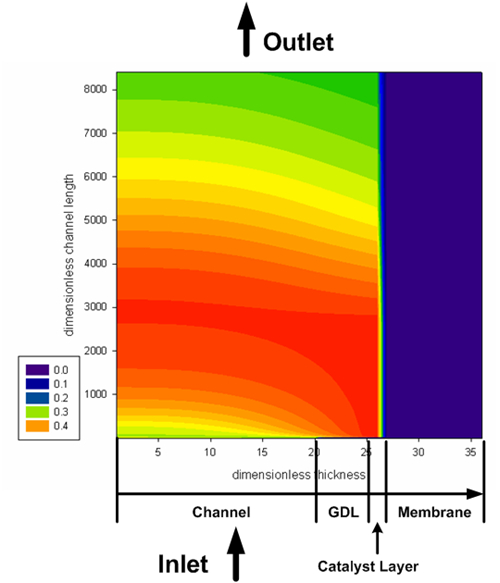 Outlet
8000
7000
6000
5000
4000
3000
2000
1000
dimensionless channel length
0.0
0.1
0.2
0.3
0.4
5 10 15 20 25 30 35
dimensionless thickness
Channel GDL Membrane
Inlet
Catalyst Layer